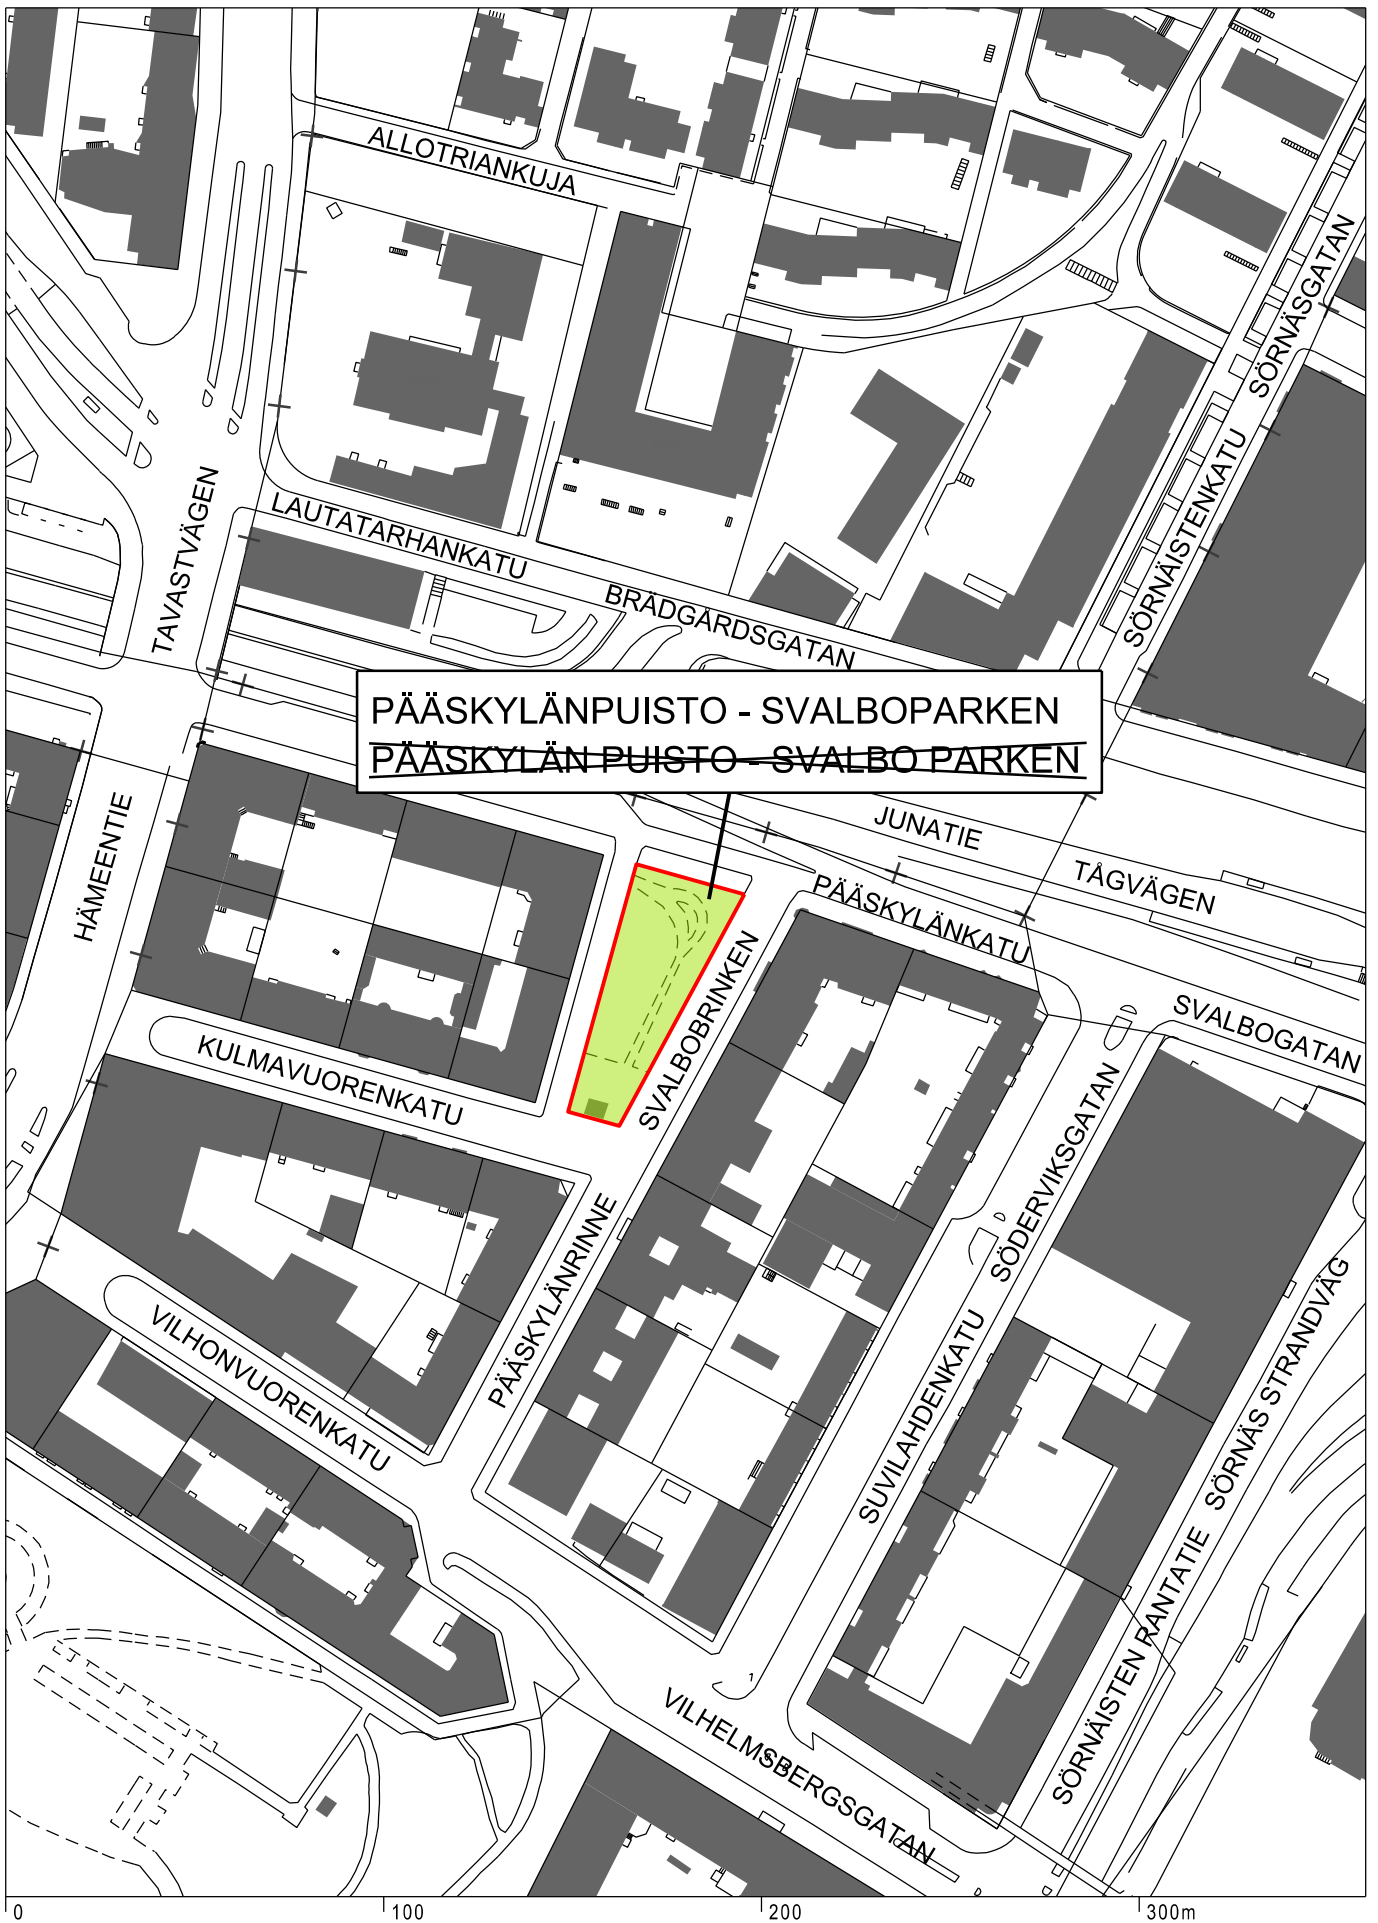 ALLOTRIANKUJA
SÖRNÄSGATAN
SÖRNÄISTENKATU
TAVASTVÄGEN
LAUTATARHANKATU
BRÄDGÅRDSGATAN
PÄÄSKYLÄNPUISTO - SVALBOPARKEN
PÄÄSKYLÄN PUISTO - SVALBO PARKEN
HÄMEENTIE
JUNATIE
TÅGVÄGEN
PÄÄSKYLÄNKATU
SVALBOGATAN
SVALBOBRINKEN
KULMAVUORENKATU
SÖDERVIKSGATAN
PÄÄSKYLÄNRINNE
VILHONVUORENKATU
SUVILAHDENKATU
SÖRNÄS STRANDVÄG
SÖRNÄISTEN RANTATIE
1
VILHELMSBERGSGATAN
0 100 200 300m